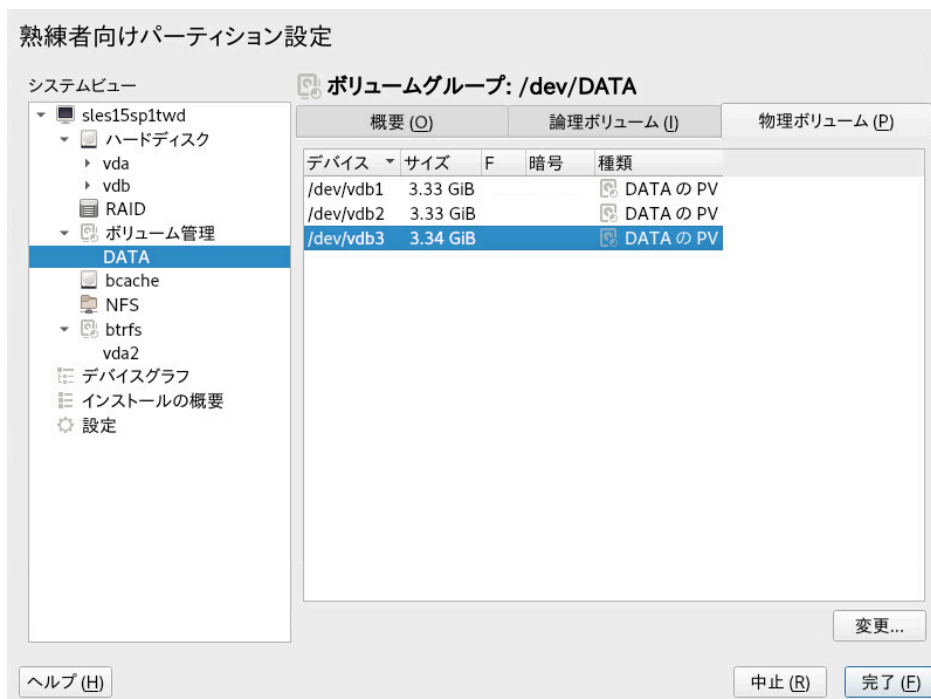 熟練者向けパーティション設定
システムビュー
sles15sp1twd
ハードディスク
vda
vdb
RAID
ボリューム管理
DATA
bcache
NFS
btrfs
vda2
デバイスグラフ
インストールの概要
設定
ボリュームグループ: /dev/DATA
概要 (O) 論理ボリューム (l) 物理ボリューム (P)
デバイス サイズ F 暗号 種類
/dev/vdb1 3.33 GiB DATA の PV
/dev/vdb2 3.33 GiB DATA の PV
/dev/vdb3 3.34 GiB DATA の PV
変更...
ヘルプ (H) 中止 (R) 完了 (F)